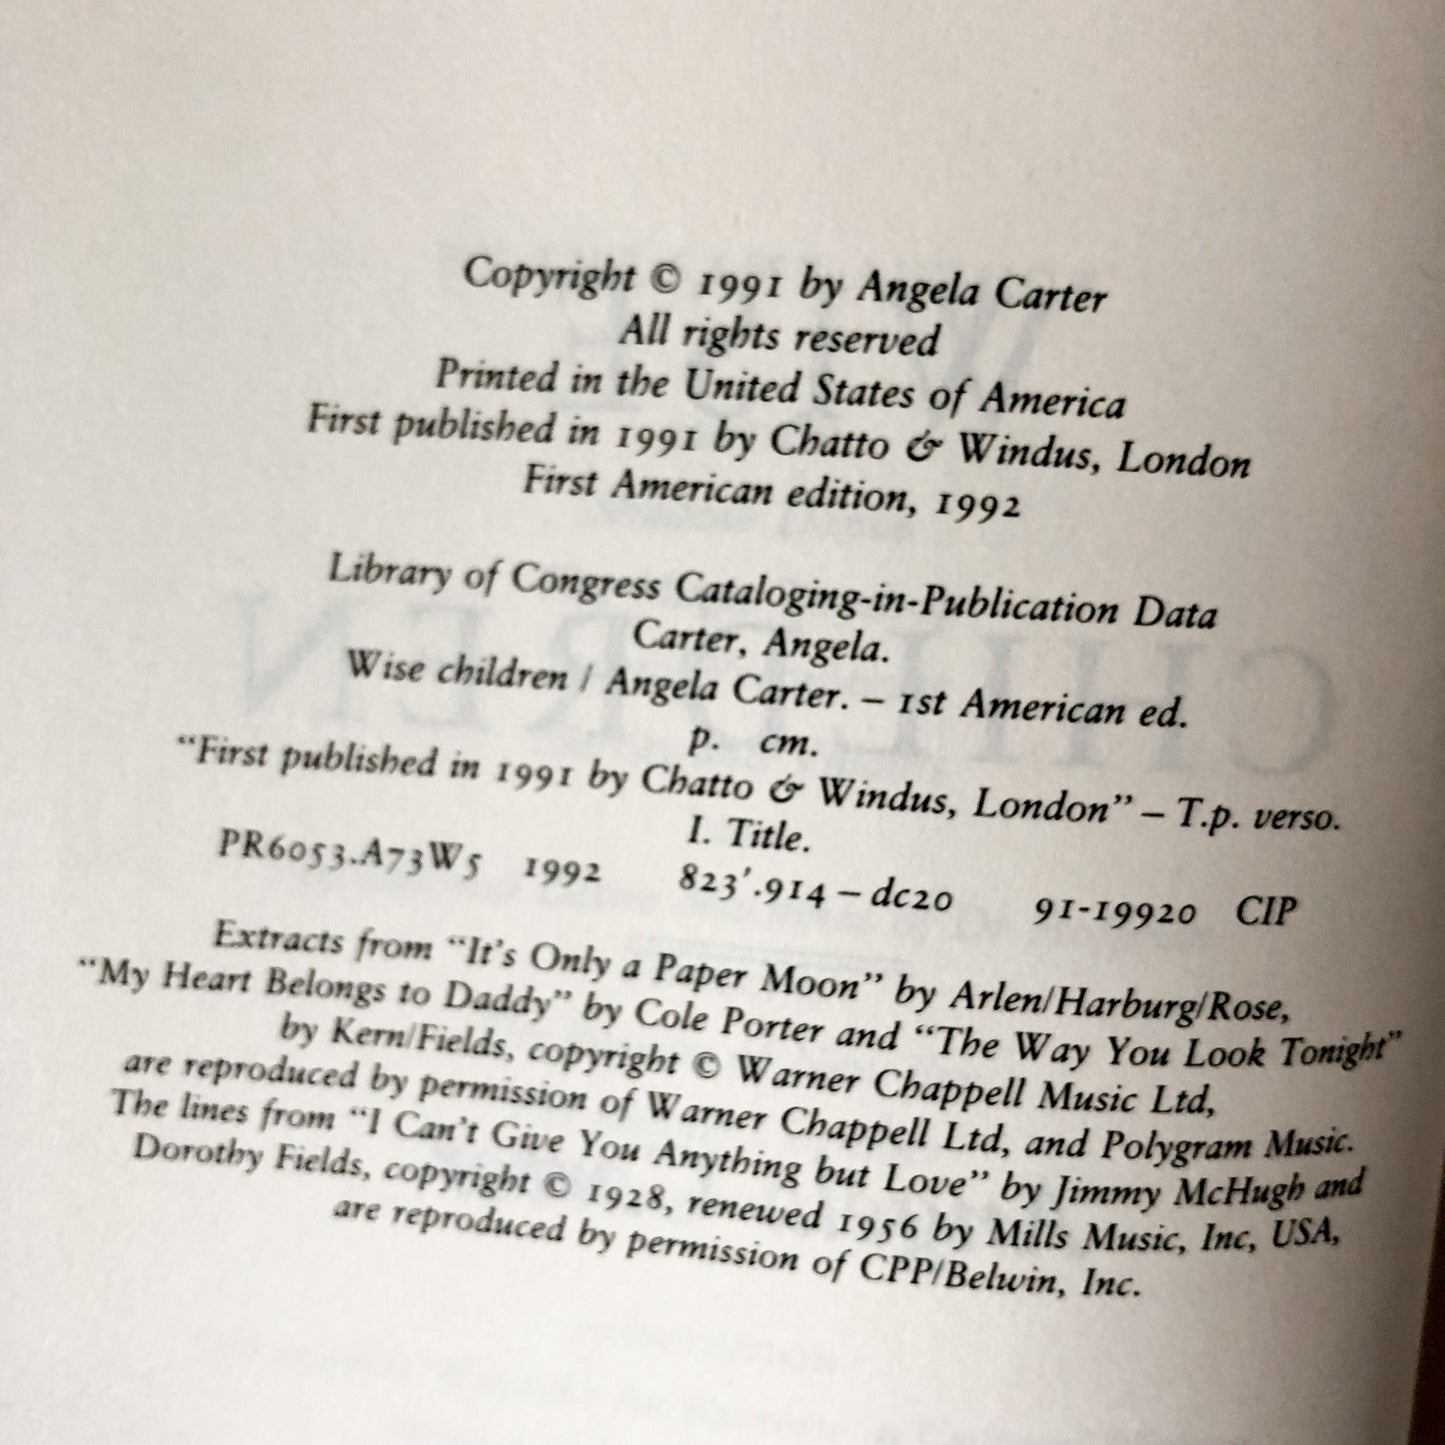 Copyright © 1991 by Angela Carter
All rights reserved
Printed in the United States of America
First published in 1991 by Chatto & Windus, London
First American edition, 1992
Library of Congress Cataloging-in-Publication Data
Carter, Angela.
Wise children / Angela Carter. – 1st American ed.
p. cm.
“First published in 1991 by Chatto & Windus, London” – T.p. verso.
I. Title.
PR6053.A73W5 1992 823′.914 – dc20 91-19920 CIP
Extracts from “It’s Only a Paper Moon” by Arlen/Harburg/Rose,
“My Heart Belongs to Daddy” by Cole Porter and “The Way You Look Tonight”
by Kern/Fields, copyright © Warner Chappell Music Ltd,
are reproduced by permission of Warner Chappell Ltd, and Polygram Music.
The lines from “I Can’t Give You Anything but Love” by Jimmy McHugh and
Dorothy Fields, copyright © 1928, renewed 1956 by Mills Music, Inc, USA,
are reproduced by permission of CPP/Belwin, Inc.